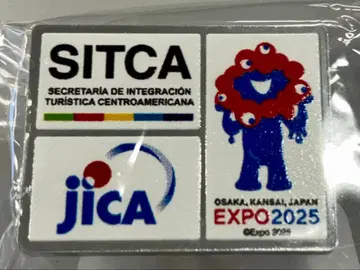 SITCA
SECRETARÍA DE INTEGRACIÓN
TURÍSTICA CENTROAMERICANA
jICA
OSAKA, KANSAI, JAPAN
EXPO2025
©Expo 2025